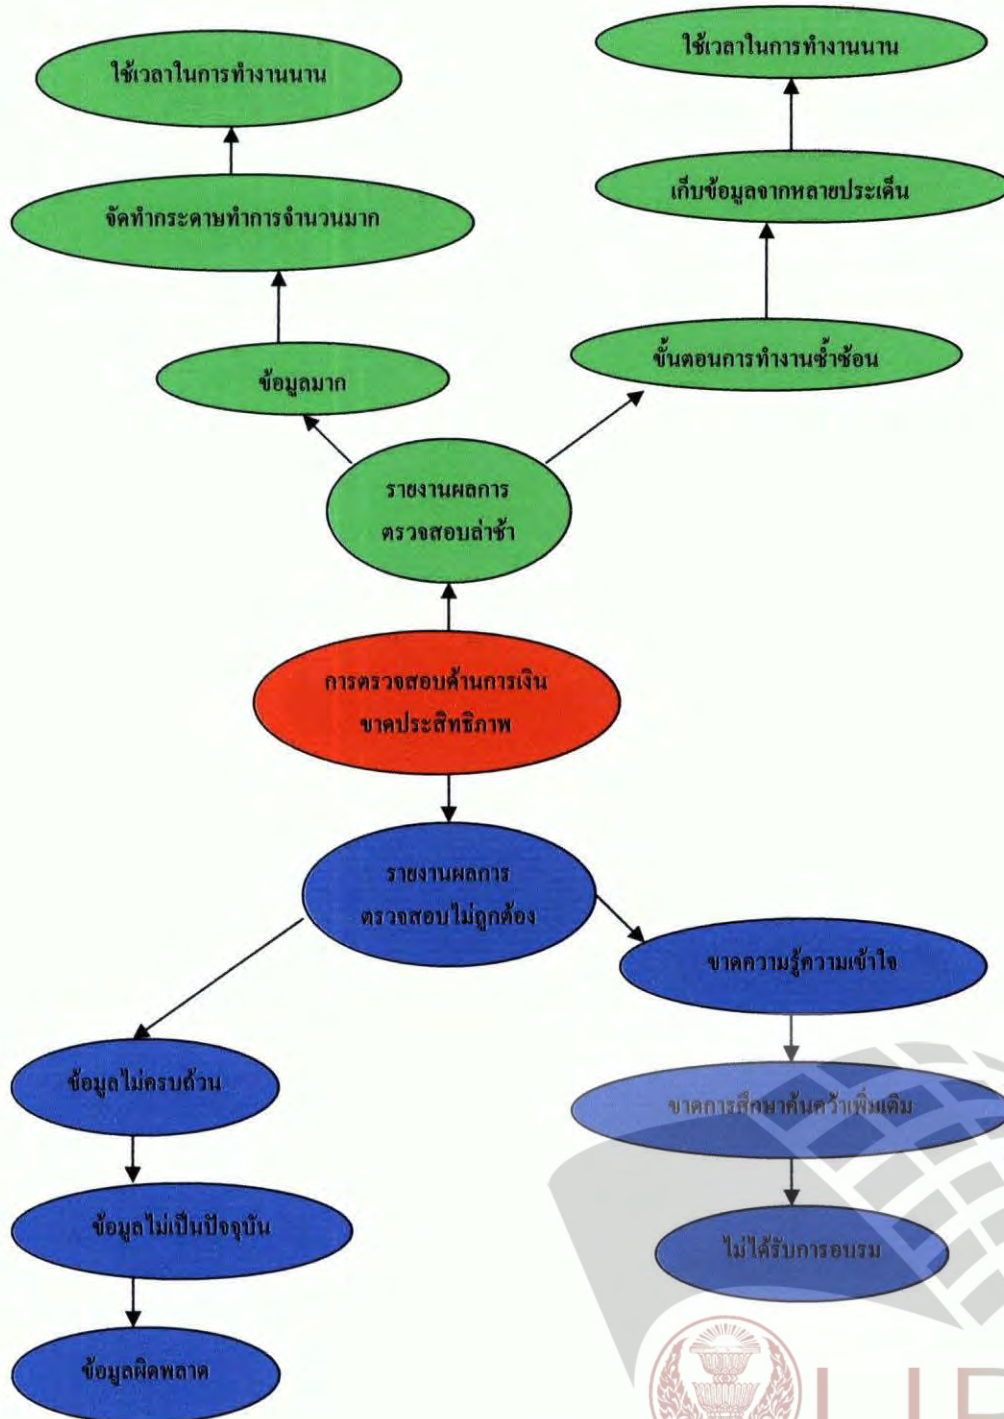 ใช้เวลาในการทำงานนาน
ใช้เวลาในการทำงานนาน
จัดทำกระดาษทำการจำนวนมาก
เก็บข้อมูลจากหลายประเด็น
ข้อมูลมาก
ขั้นตอนการทำงานซ้ำซ้อน
รายงานผลการ
ตรวจสอบล่าช้า
การตรวจสอบด้านการเงิน
ขาดประสิทธิภาพ
รายงานผลการ
ตรวจสอบไม่ถูกต้อง
ขาดความรู้ความเข้าใจ
ข้อมูลไม่ครบถ้วน
ขาดการศึกษาค้นคว้าเพิ่มเติม
ข้อมูลไม่เป็นปัจจุบัน
ไม่ได้รับการอบรม
ข้อมูลผิดพลาด